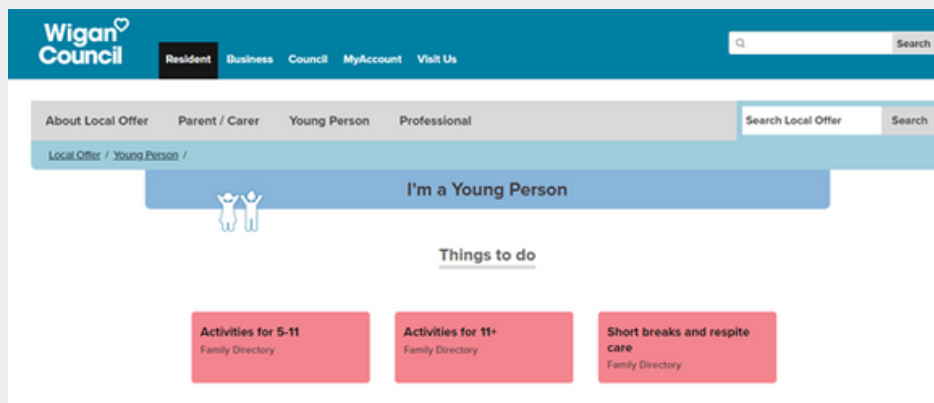 Wigan
Council
Resident Business Council MyAccount Visit Us
Search
About Local Offer Parent / Carer Young Person Professional
Search Local Offer Search
Local Offer / Young Person /
I'm a Young Person
Things to do
Activities for 5-11
Family Directory
Activities for 11+
Family Directory
Short breaks and respite
care
Family Directory